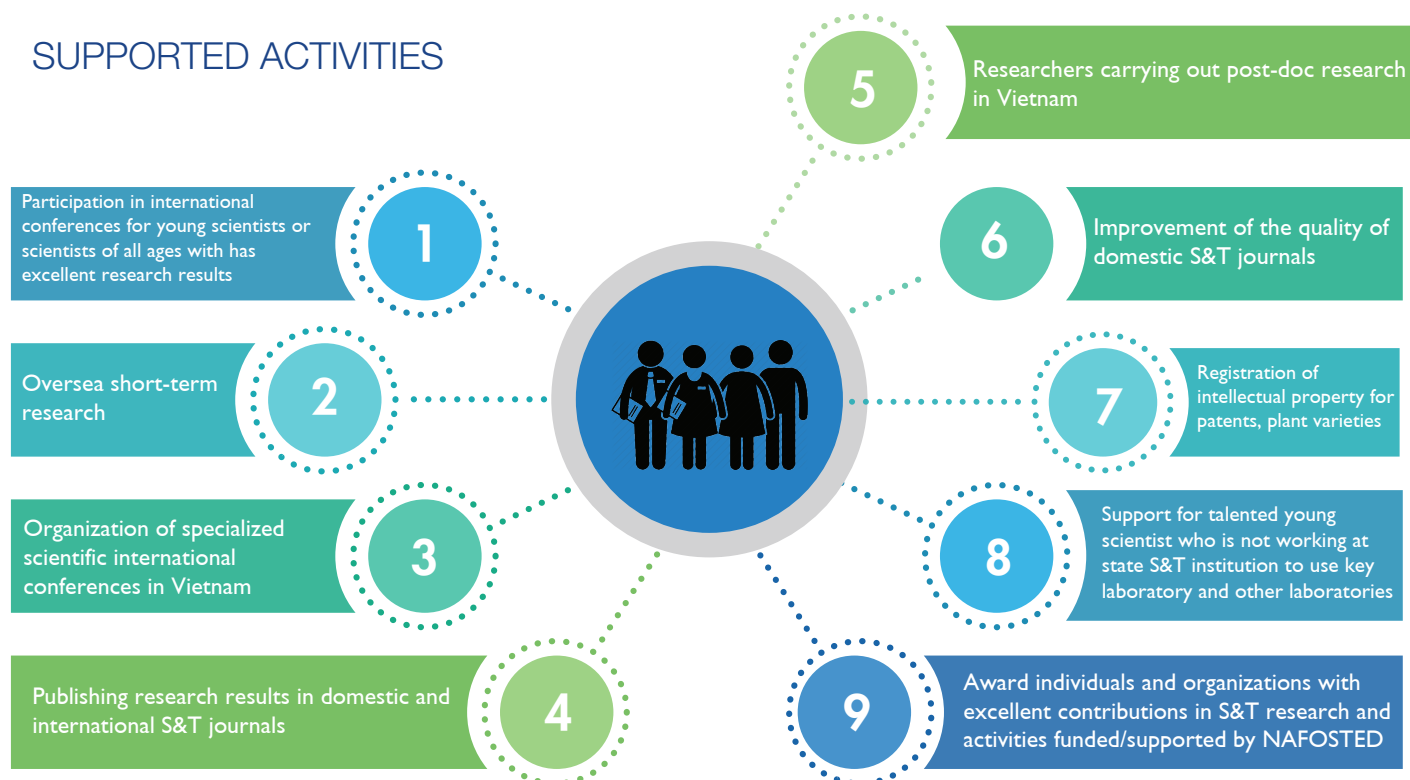 SUPPORTED ACTIVITIES
1
Participation in international
conferences for young scientists or
scientists of all ages with has
excellent research results
2
Oversea short-term
research
3
Organization of specialized
scientific international
conferences in Vietnam
4
Publishing research results in domestic and
international S&T journals
5
Researchers carrying out post-doc research
in Vietnam
6
Improvement of the quality of
domestic S&T journals
7
Registration of
intellectual property for
patents, plant varieties
8
Support for talented young
scientist who is not working at
state S&T institution to use key
laboratory and other laboratories
9
Award individuals and organizations with
excellent contributions in S&T research and
activities funded/supported by NAFOSTED